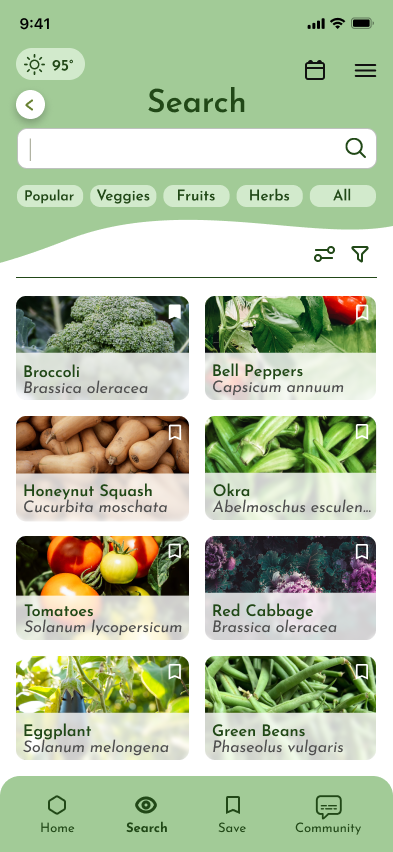 9:41
95°
Search
Popular Veggies Fruits Herbs All
Broccoli
Brassica oleracea
Bell Peppers
Capsicum annuum
Honeynut Squash
Cucurbita moschata
Okra
Abelmoschus esculen...
Tomatoes
Solanum lycopersicum
Red Cabbage
Brassica oleracea
Eggplant
Solanum melongena
Green Beans
Phaseolus vulgaris
Home Search Save Community